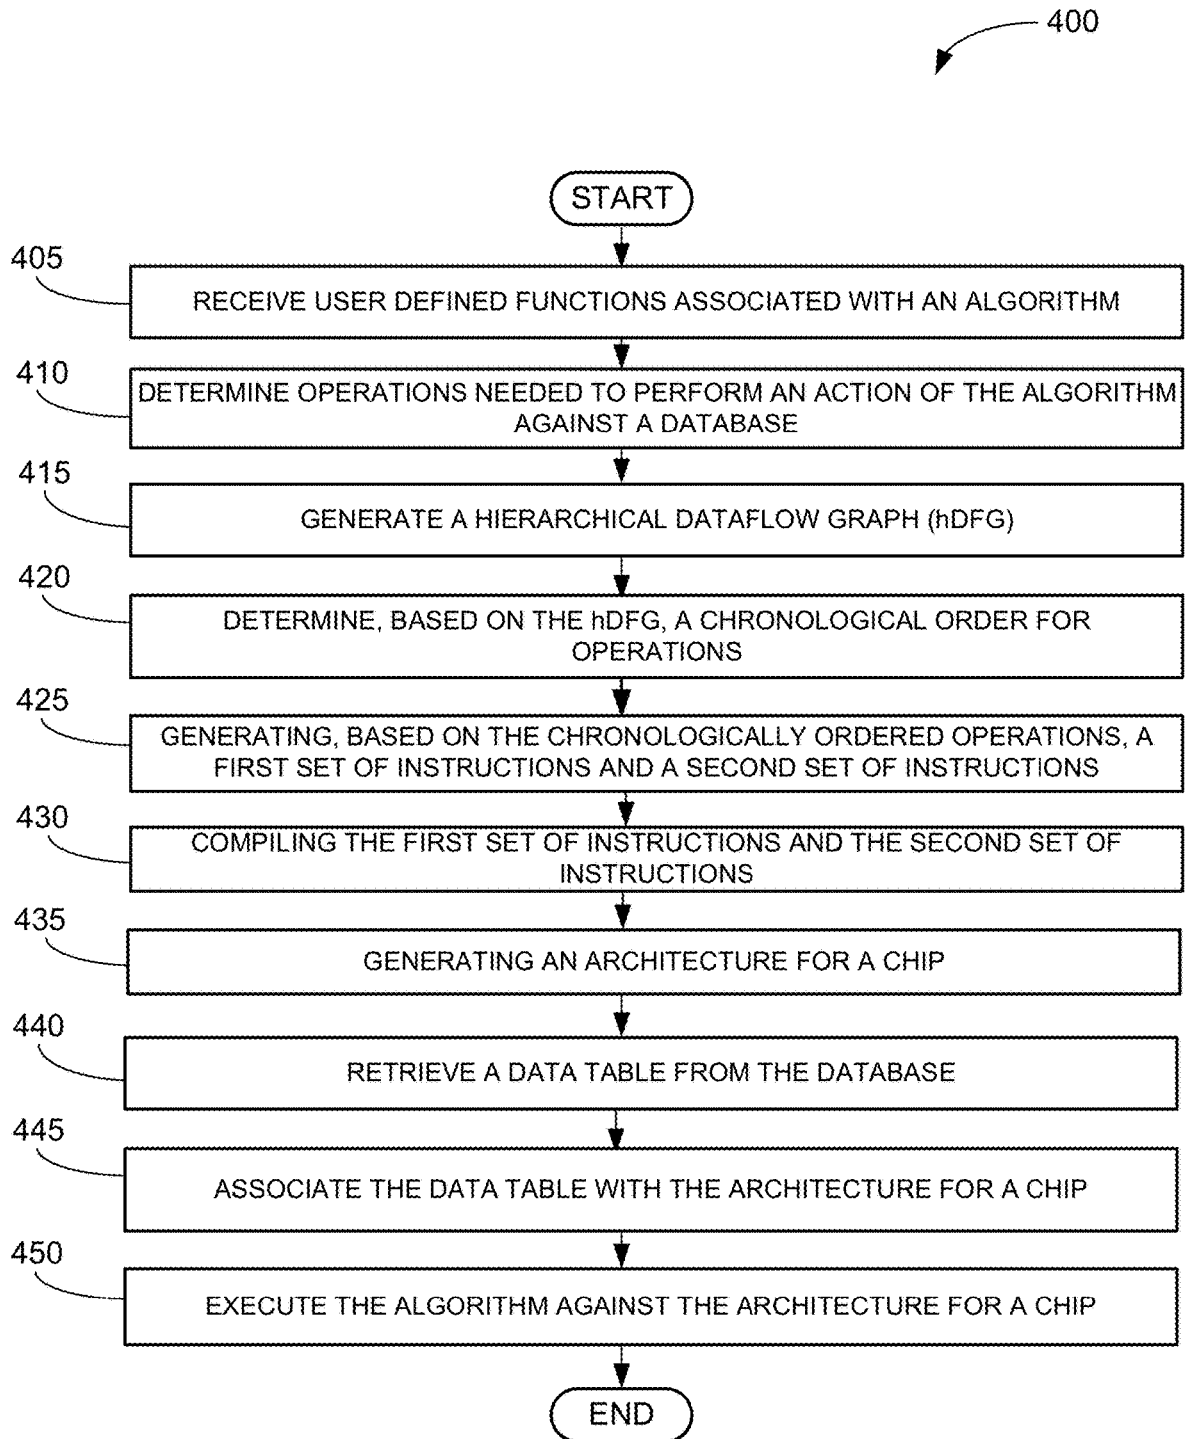 400
START
405
RECEIVE USER DEFINED FUNCTIONS ASSOCIATED WITH AN ALGORITHM
410
DETERMINE OPERATIONS NEEDED TO PERFORM AN ACTION OF THE ALGORITHM
AGAINST A DATABASE
415
GENERATE A HIERARCHICAL DATAFLOW GRAPH (hDFG)
420
DETERMINE, BASED ON THE hDFG, A CHRONOLOGICAL ORDER FOR
OPERATIONS
425
GENERATING, BASED ON THE CHRONOLOGICALLY ORDERED OPERATIONS, A
FIRST SET OF INSTRUCTIONS AND A SECOND SET OF INSTRUCTIONS
430
COMPILING THE FIRST SET OF INSTRUCTIONS AND THE SECOND SET OF
INSTRUCTIONS
435
GENERATING AN ARCHITECTURE FOR A CHIP
440
RETRIEVE A DATA TABLE FROM THE DATABASE
445
ASSOCIATE THE DATA TABLE WITH THE ARCHITECTURE FOR A CHIP
450
EXECUTE THE ALGORITHM AGAINST THE ARCHITECTURE FOR A CHIP
END